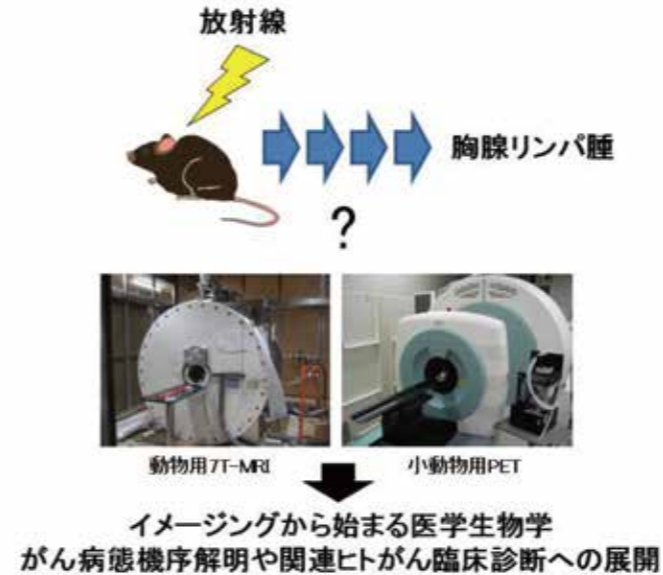 放射線
胸腺リンパ腫
?
動物用7T-MRI
小動物用PET
イメージングから始まる医学生物学
がん病態機序解明や関連ヒトがん臨床診断への展開